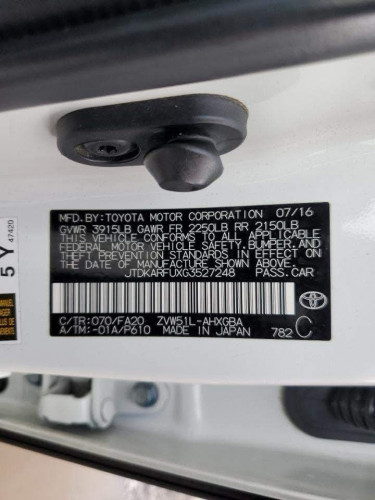 MFD.BY:TOYOTA MOTOR CORPORATION 07/16
GVWR 3915LB GAWR FR 2250LB RR 2150LB
THIS VEHICLE CONFORMS TO ALL APPLICABLE
FEDERAL MOTOR VEHICLE SAFETY, BUMPER, AND
THEFT PREVENTION STANDARDS IN EFFECT ON
THE DATE OF MANUFACTURE SHOWN ABOVE.
JTDKARFUXG3527248 PASS.CAR
C/TR:070/FA20 ZVW51L-AHXGBA
A/TM:-01A/P610 MADE IN JAPAN 782 C
5 Y
47420